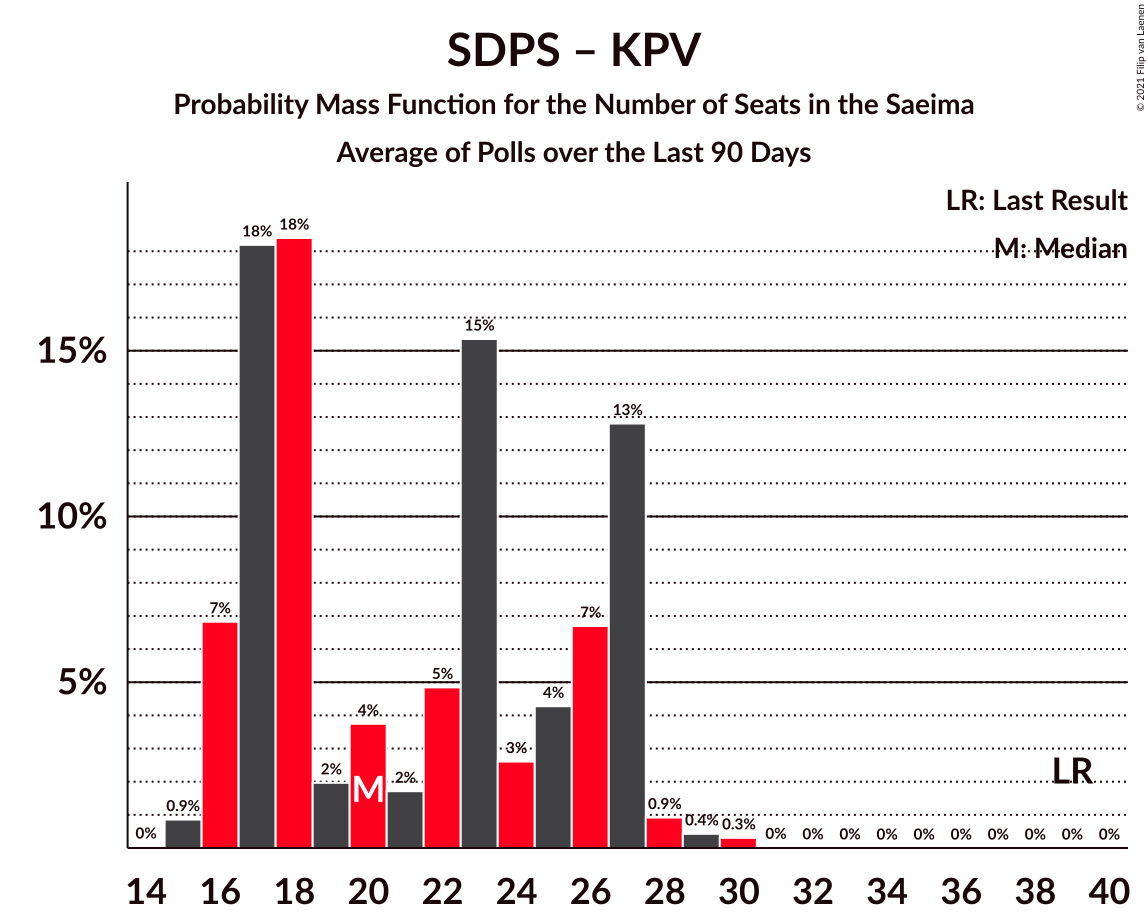 SDPS – KPV
Probability Mass Function for the Number of Seats in the Saeima
Average of Polls over the Last 90 Days
© 2021 Filip van Laenen
LR: Last Result
M: Median
18% 18%
15%
15%
13%
10%
7% 7%
5%
5%
4% 4%
3%
2% 2%
M
LR
0.9% 0.9%
0.4% 0.3%
0% 0% 0% 0% 0% 0% 0% 0% 0% 0% 0%
14 16 18 20 22 24 26 28 30 32 34 36 38 40